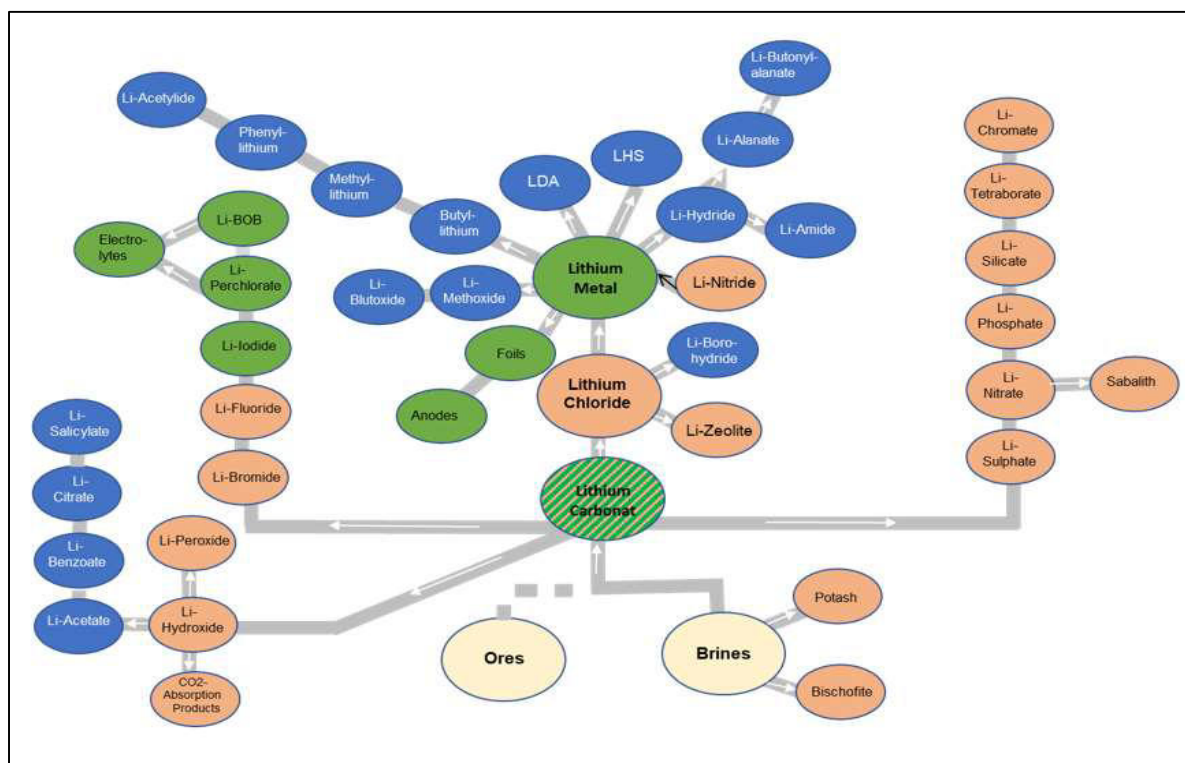 Li-Butonyl-
alanate
Li-Acetylide
Li-
Chromate
Phenyl-
lithium
Li-Alanate
LHS
LDA
Methyl-
lithium
Li-
Tetraborate
Li-BOB
Butyl-
lithium
Li-Hydride
Li-Amide
Electro-
lytes
Li-
Silicate
Li-
Perchlorate
Lithium
Metal
Li-Nitride
Li-
Blutoxide
Li-
Methoxide
Li-
Phosphate
Li-Iodide
Foils
Li-Boro-
hydride
Lithium
Chloride
Li-
Nitrate
Sabalith
Li-Fluoride
Anodes
Li-Zeolite
Li-
Salicylate
Li-
Sulphate
Li-Bromide
Li-
Citrate
Lithium
Carbonat
Li-Peroxide
Li-
Benzoate
Potash
Li-Acetate
Li-
Hydroxide
Ores
Brines
CO2-
Absorption
Products
Bischofite